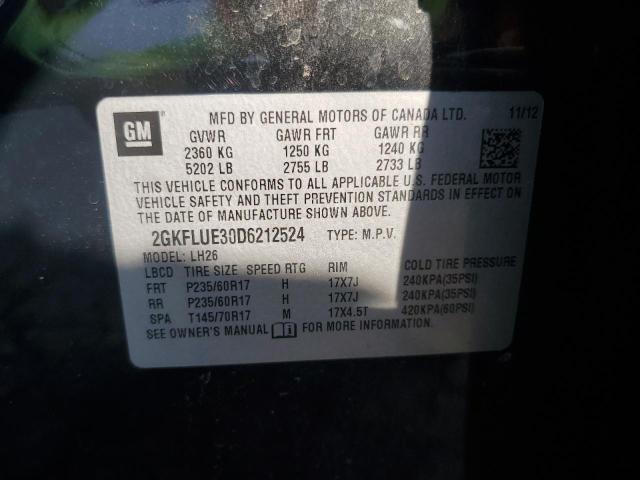 GM
MFD BY GENERAL MOTORS OF CANADA LTD. 11/12
GVWR GAWR FRT GAWR RR
2360 KG 1250 KG 1240 KG
5202 LB 2755 LB 2733 LB
THIS VEHICLE CONFORMS TO ALL APPLICABLE U.S. FEDERAL MOTOR
VEHICLE SAFETY AND THEFT PREVENTION STANDARDS IN EFFECT ON
THE DATE OF MANUFACTURE SHOWN ABOVE.
2GKFLUE30D6212524 TYPE: M.P.V.
MODEL: LH26
LBCD TIRE SIZE SPEED RTG RIM COLD TIRE PRESSURE
FRT P235/60R17 H 17X7J 240KPA(35PSI)
RR P235/60R17 H 17X7J 240KPA(35PSI)
SPA T145/70R17 M 17X4.5T 420KPA(60PSI)
SEE OWNER'S MANUAL FOR MORE INFORMATION.